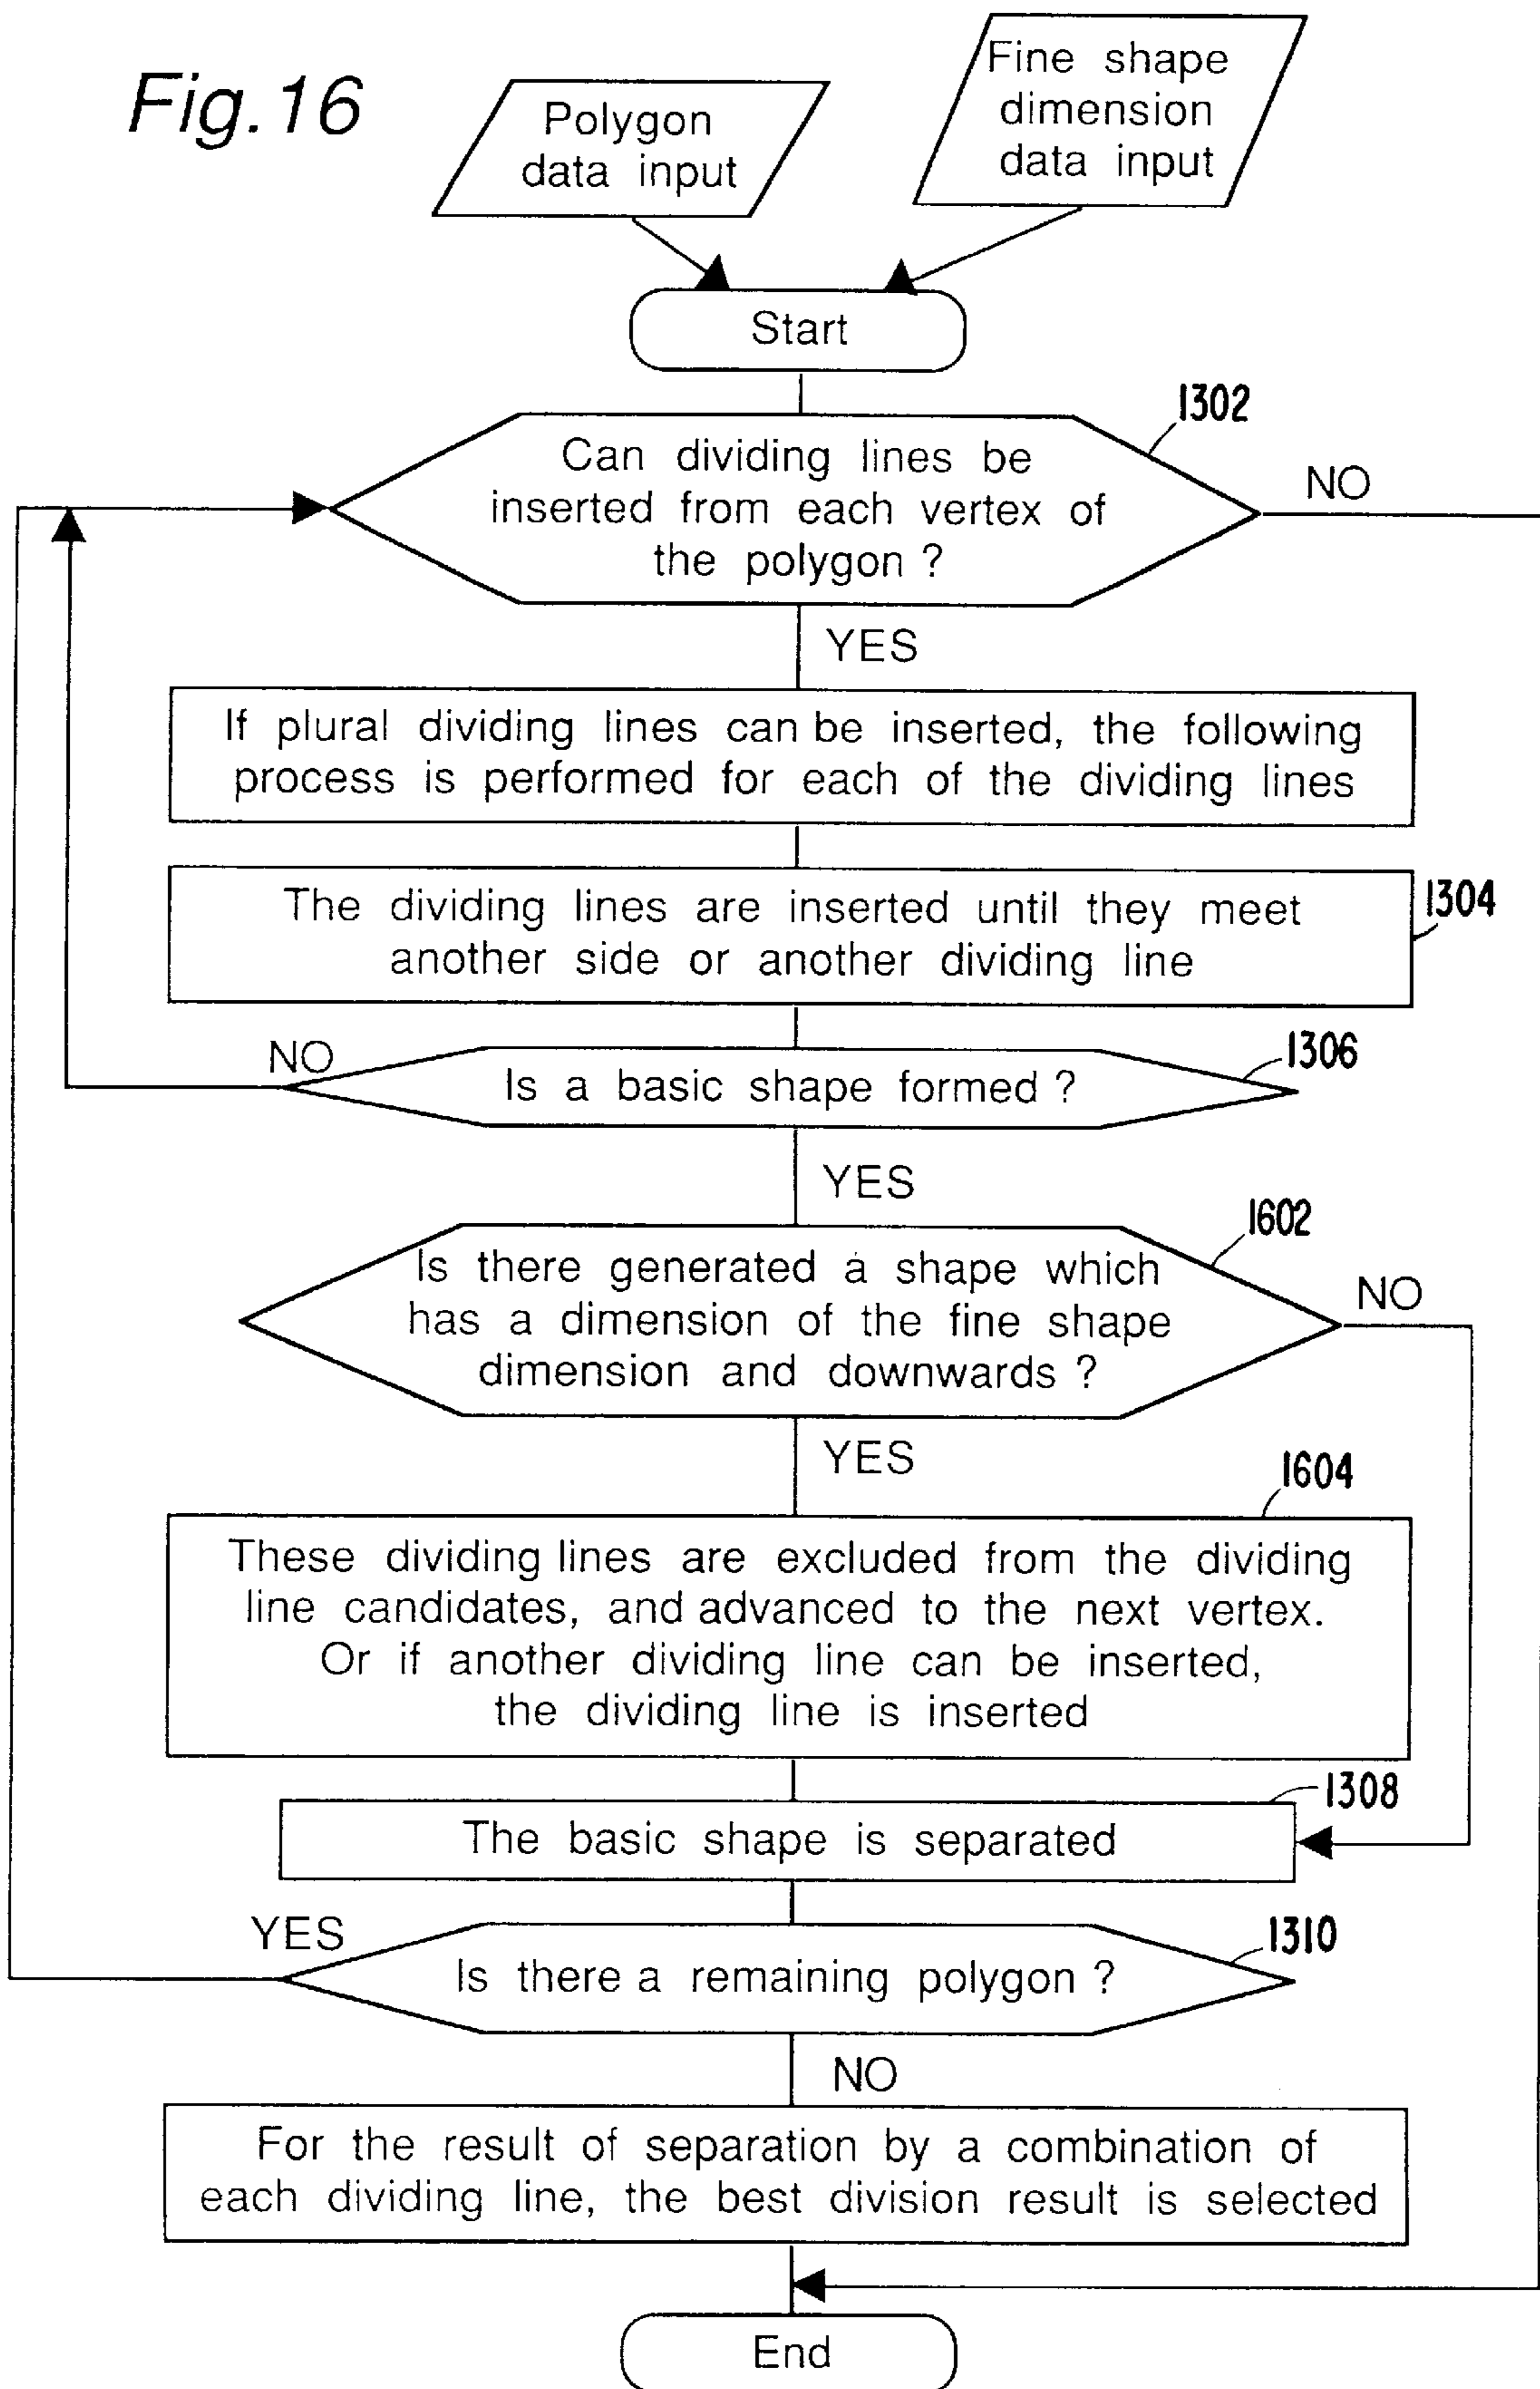 Fig.16
Polygon
data input
Fine shape
dimension
data input
Start
1302
Can dividing lines be
inserted from each vertex of
the polygon ?
NO
YES
If plural dividing lines can be inserted, the following
process is performed for each of the dividing lines
The dividing lines are inserted until they meet
another side or another dividing line
1304
NO
Is a basic shape formed ?
1306
YES
1602
Is there generated a shape which
has a dimension of the fine shape
dimension and downwards ?
NO
YES
1604
These dividing lines are excluded from the dividing
line candidates, and advanced to the next vertex.
Or if another dividing line can be inserted,
the dividing line is inserted
1308
The basic shape is separated
YES
1310
Is there a remaining polygon ?
NO
For the result of separation by a combination of
each dividing line, the best division result is selected
End